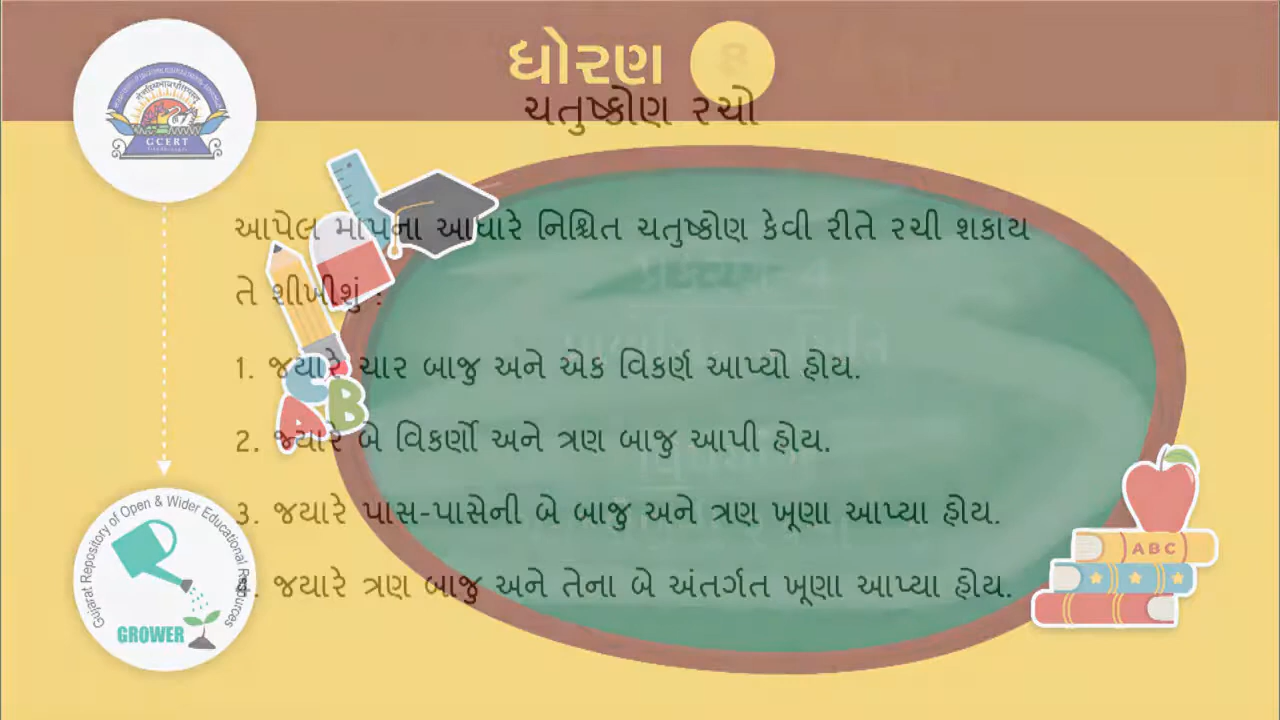 ધોરણ
ચતુષ્કોણ રચો
આપેલ માપના આધારે નિશ્ચિત ચતુષ્કોણ કેવી રીતે રચી શકાય
તે શીખીશું :
1. જ્યારે ચાર બાજુ અને એક વિકર્ણ આપ્યો હોય.
2. જ્યારે બે વિકર્ણો અને ત્રણ બાજુ આપી હોય.
3. જ્યારે પાસ-પાસેની બે બાજુ અને ત્રણ ખૂણા આપ્યા હોય.
4. જ્યારે ત્રણ બાજુ અને તેના બે અંતર્ગત ખૂણા આપ્યા હોય.
GCERT
Gujarat Repository of Open & Wider Educational Resources
GROWER
ABC
ABC